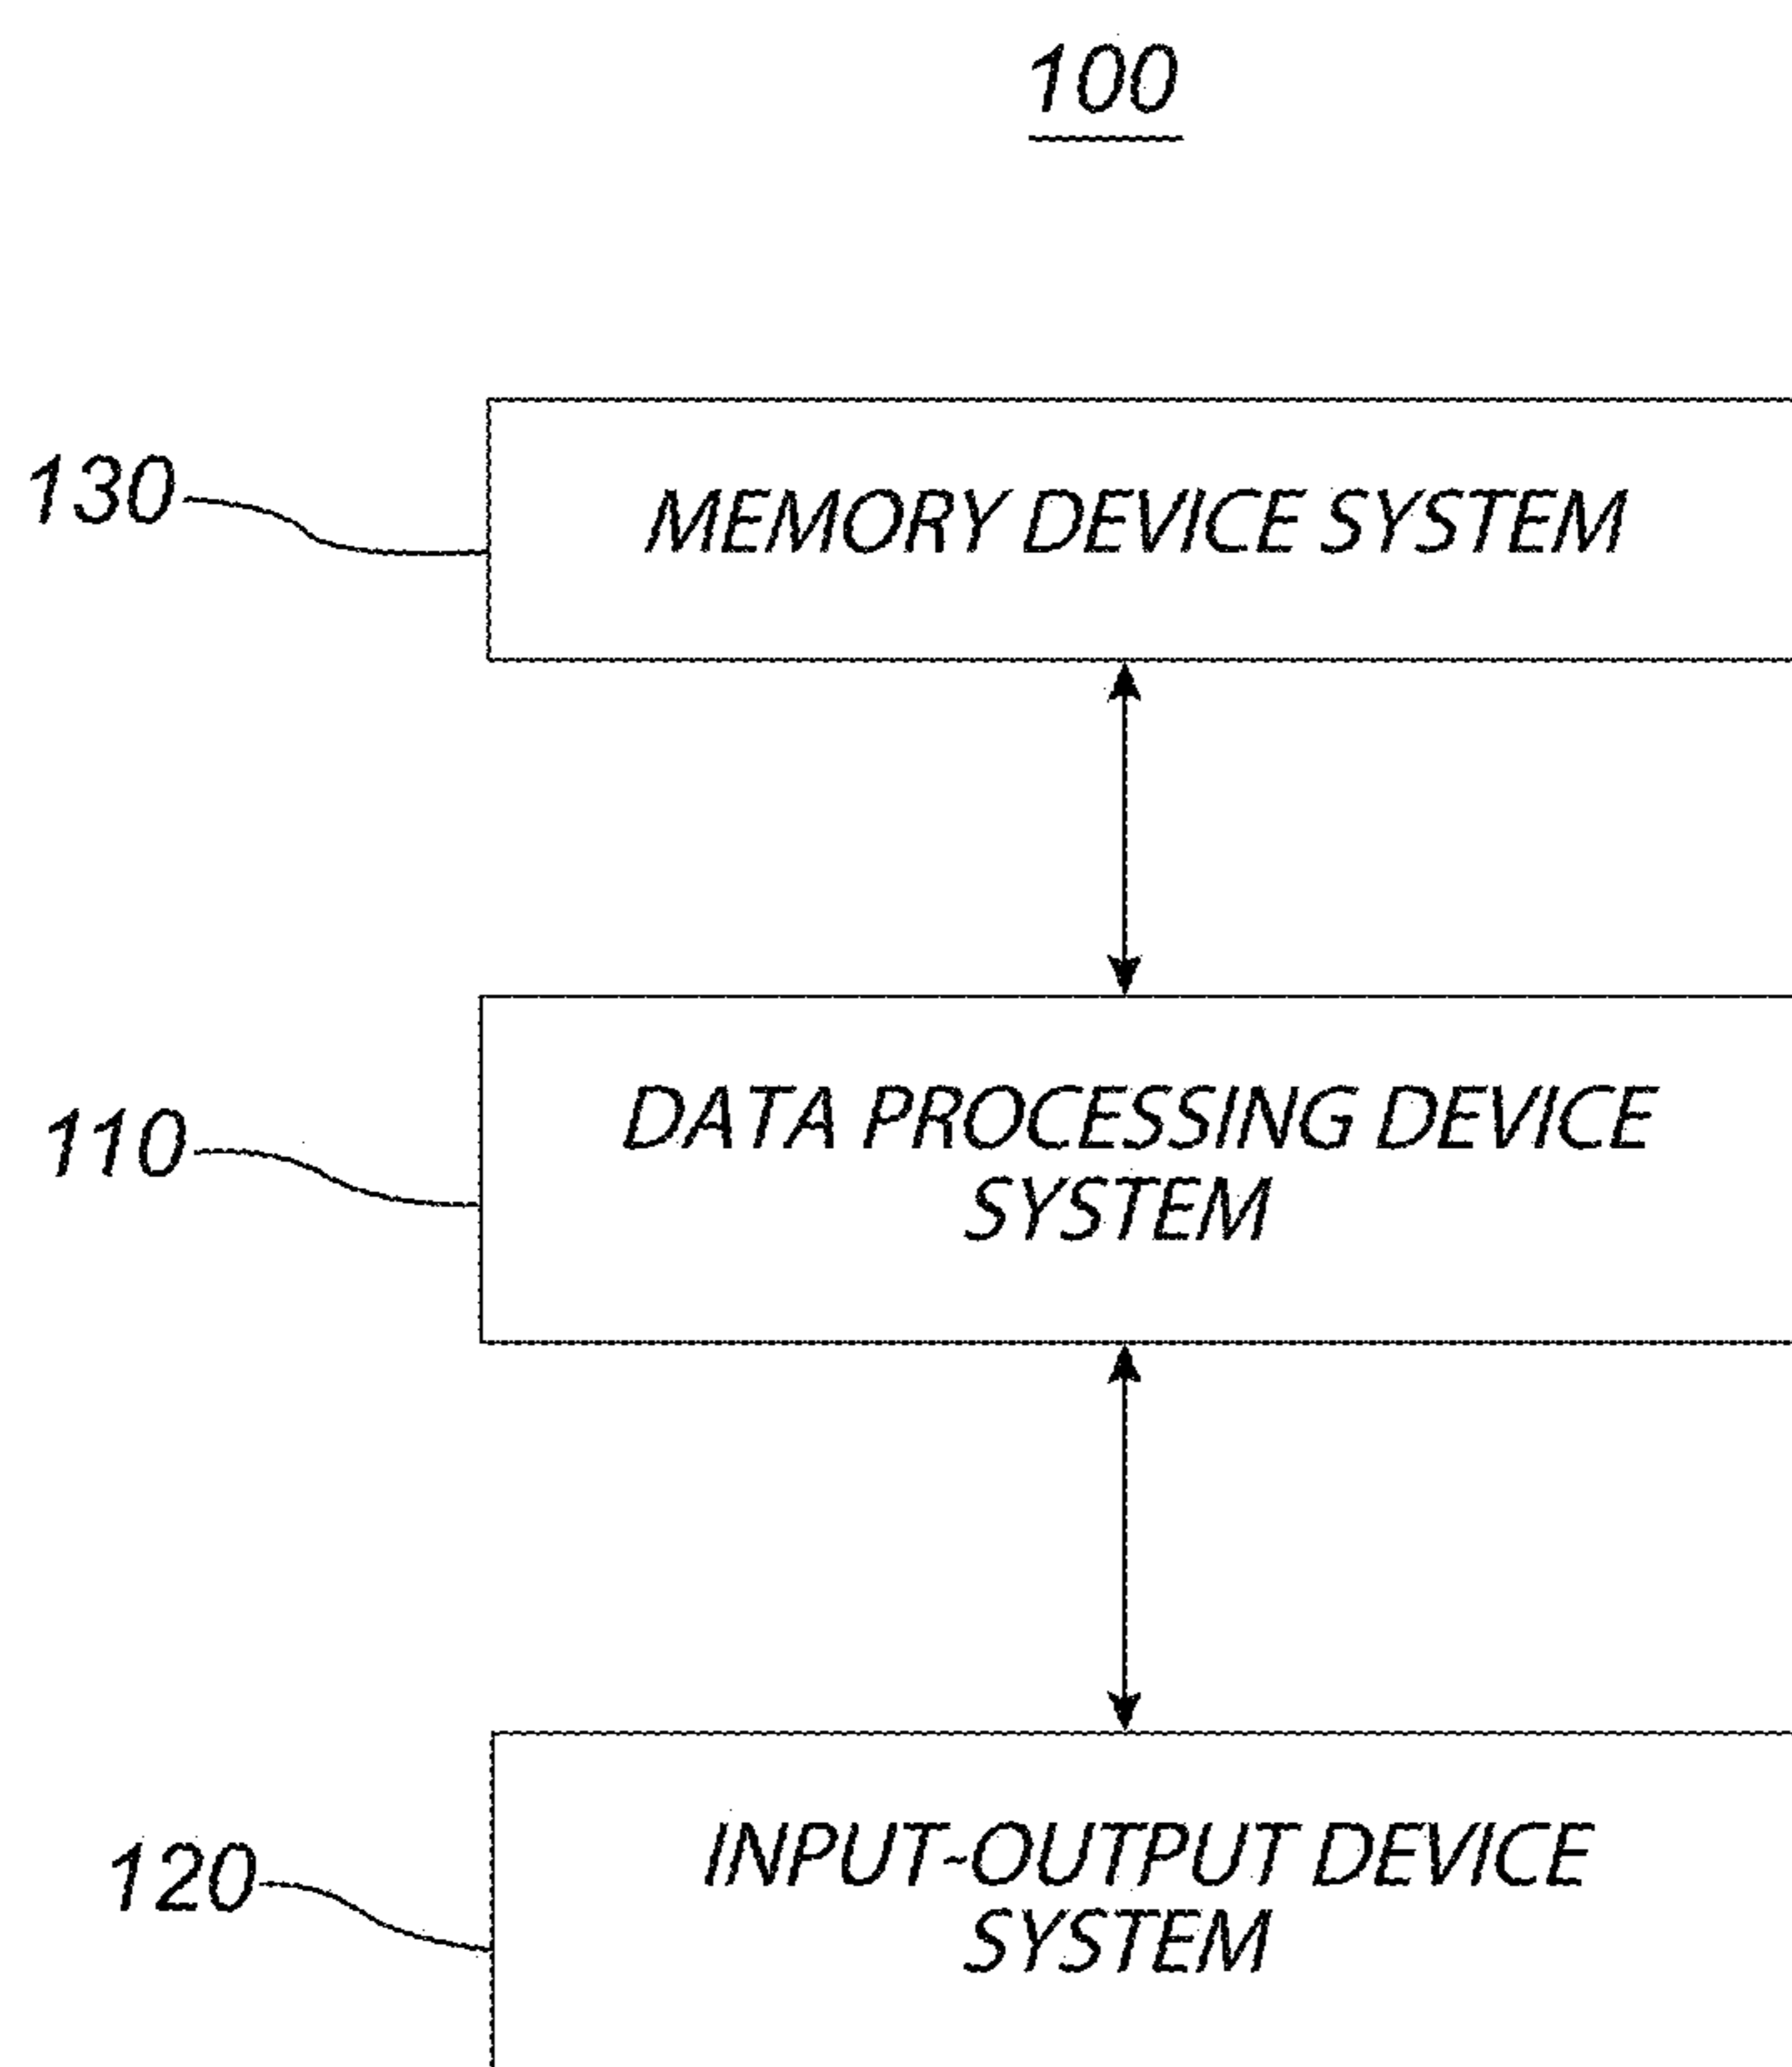 100
130
MEMORY DEVICE SYSTEM
110
DATA PROCESSING DEVICE
SYSTEM
120
INPUT-OUTPUT DEVICE
SYSTEM